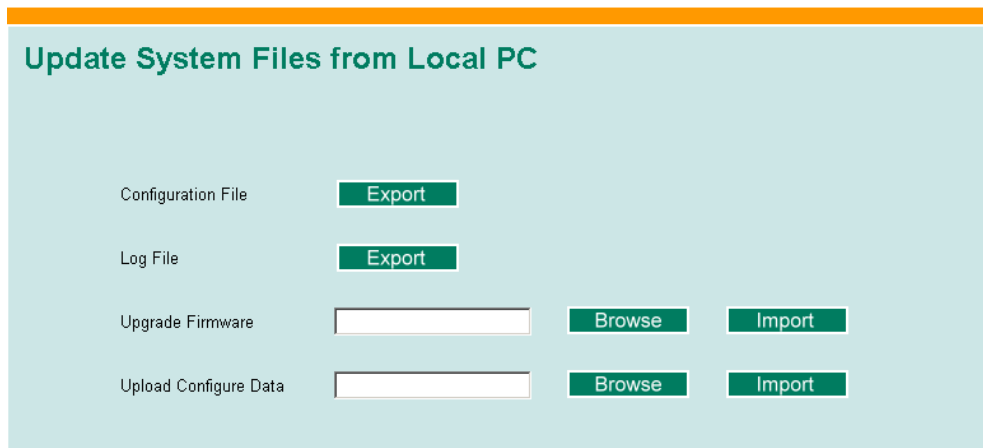 Update System Files from Local PC
Configuration File Export
Log File Export
Upgrade Firmware Browse Import
Upload Configure Data Browse Import